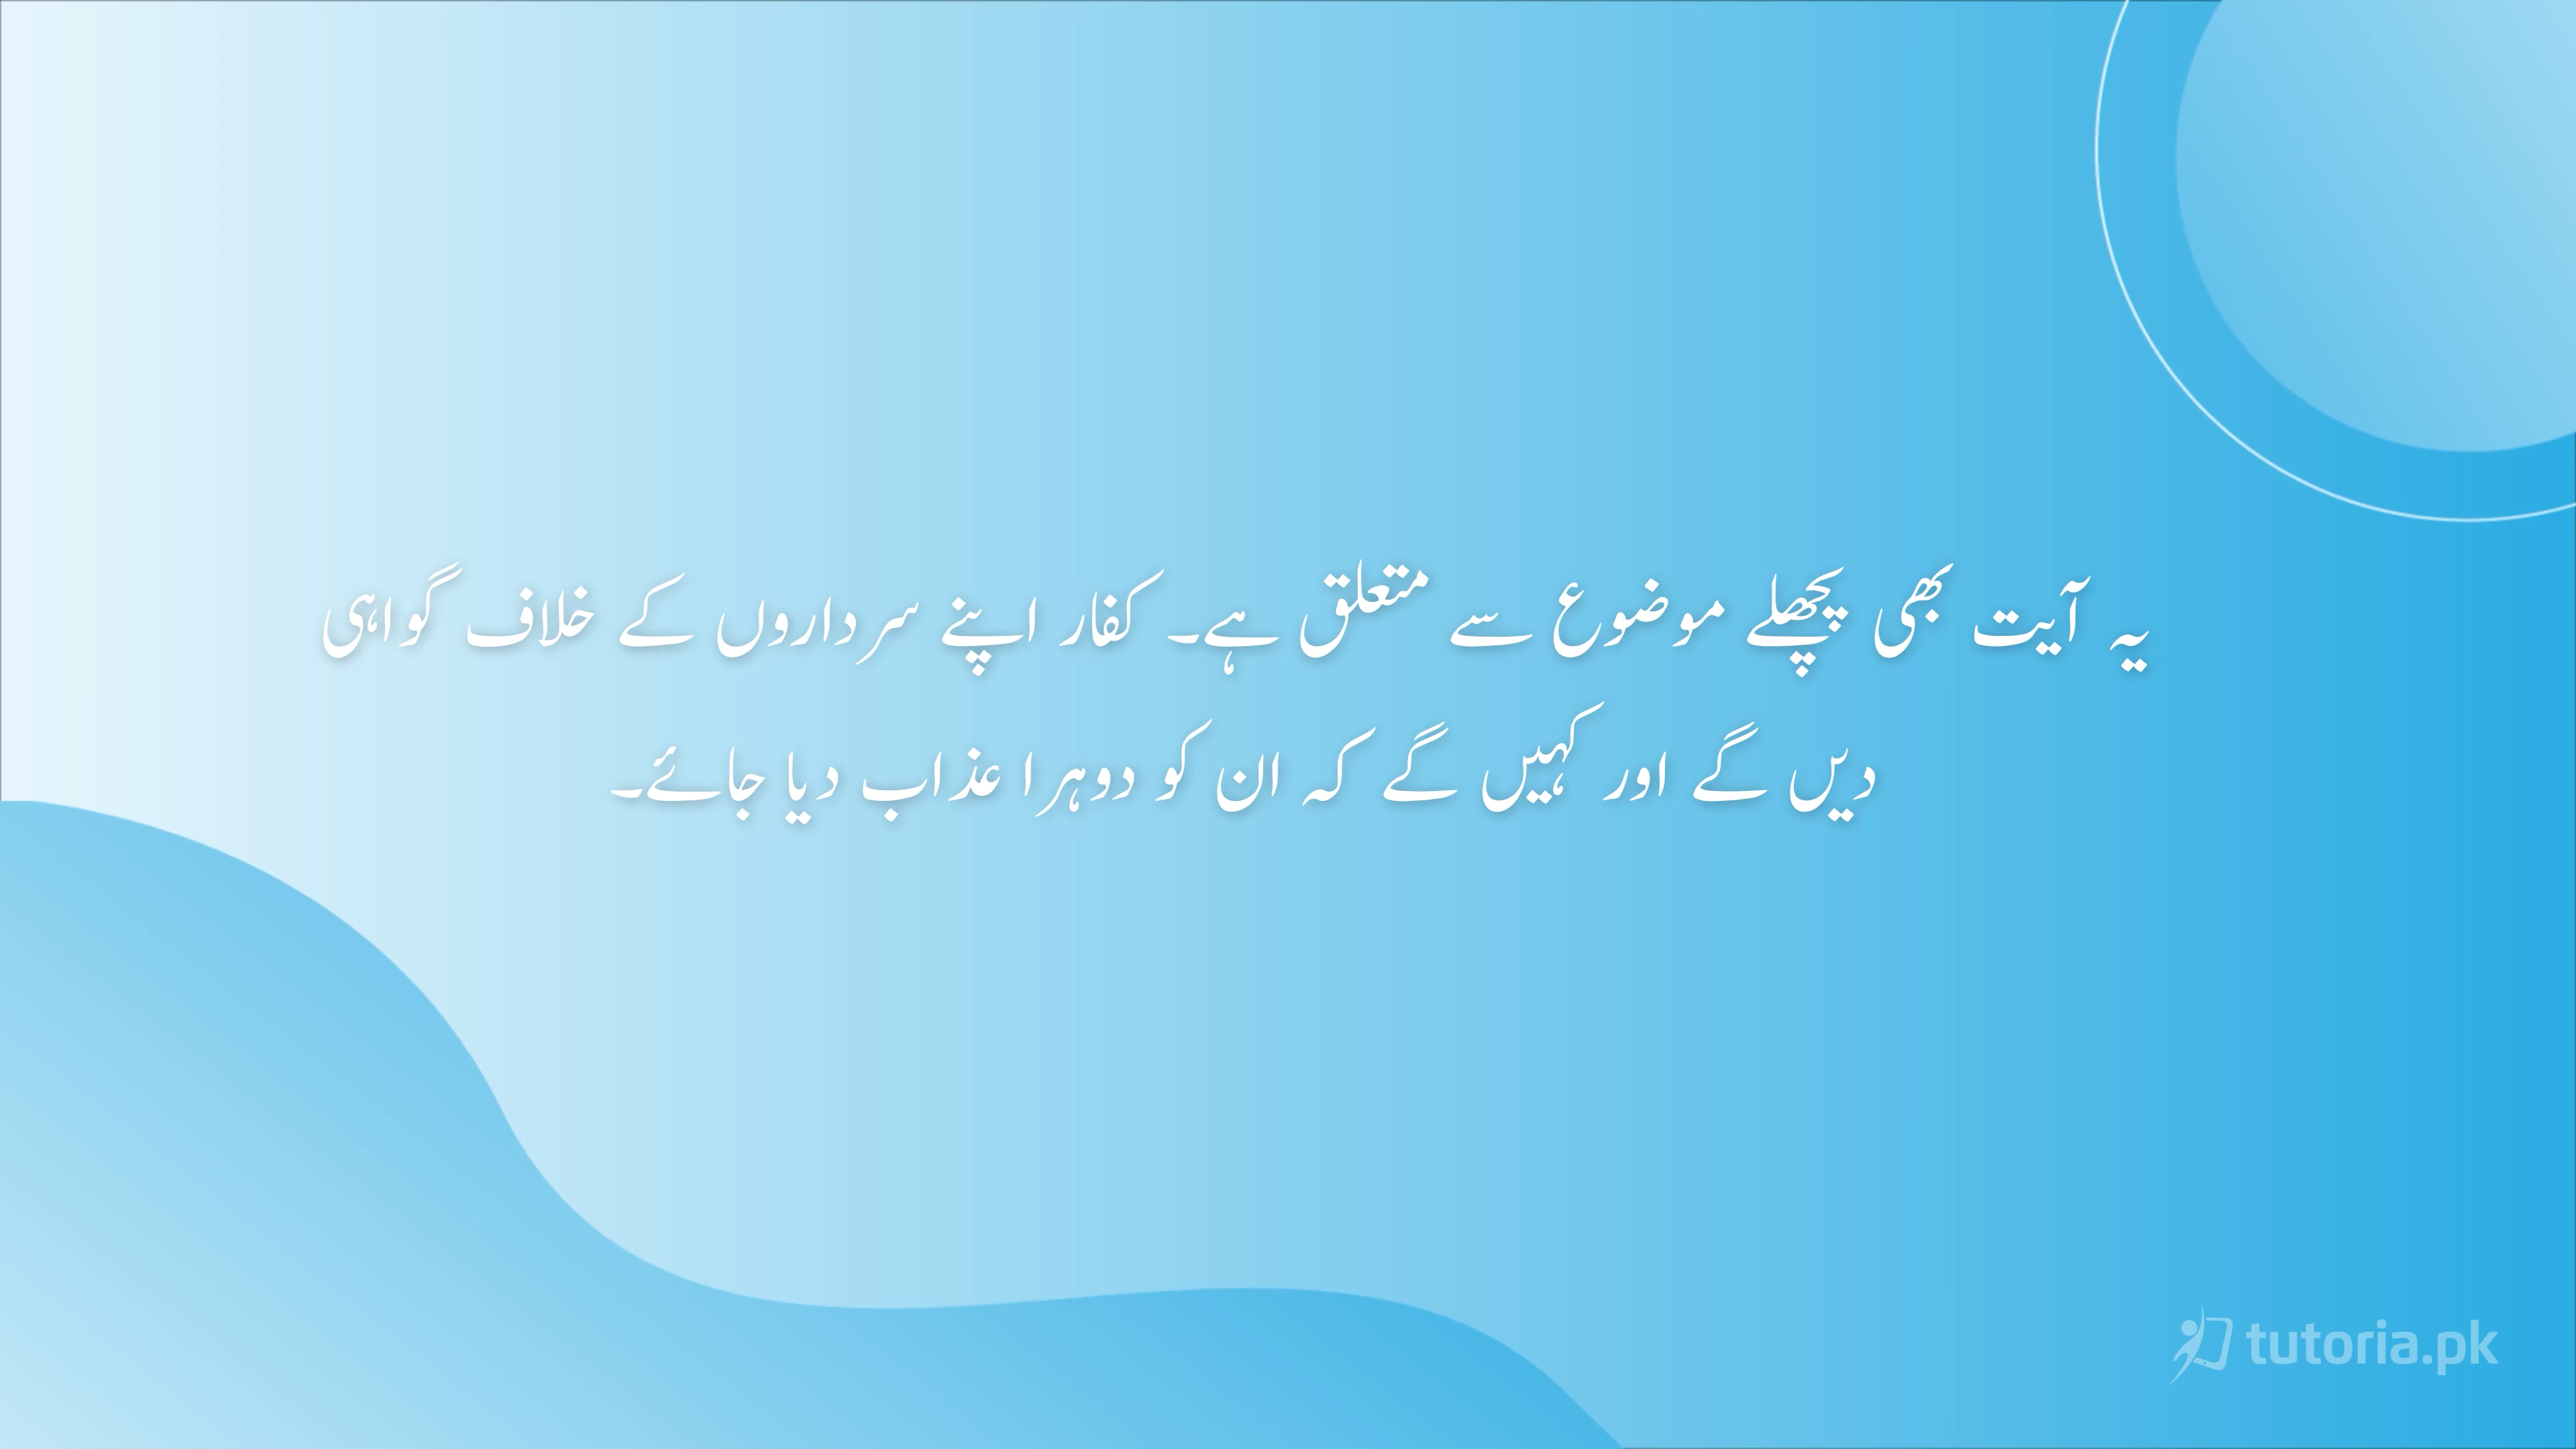 یہ آیت بھی پچھلے موضوع سے متعلق ہے۔ کفار اپنے سرداروں کے خلاف گواہی
دیں گے اور کہیں گے کہ ان کو دوہرا عذاب دیا جائے۔
tutoria.pk